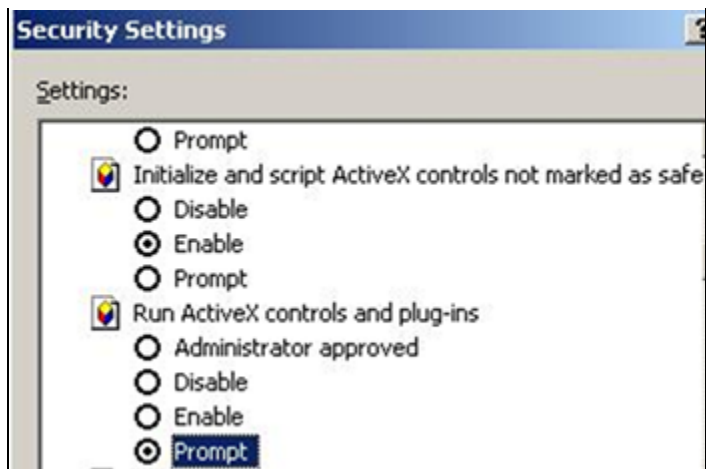 Security Settings
?
Settings:
Prompt
Initialize and script ActiveX controls not marked as safe
Disable
Enable
Prompt
Run ActiveX controls and plug-ins
Administrator approved
Disable
Enable
Prompt